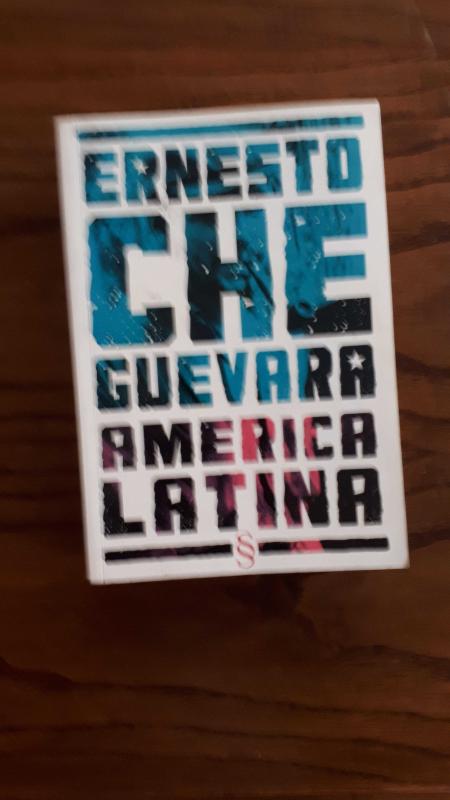 ERNESTO
CHE
GUEVARA
AMERICA
LATINA